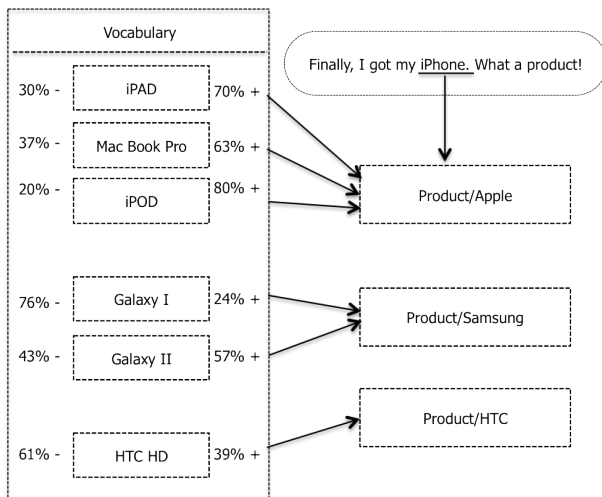 Vocabulary
Finally, I got my iPhone. What a product!
30% - iPAD 70% +
37% - Mac Book Pro 63% +
20% - iPOD 80% +
Product/Apple
76% - Galaxy I 24% +
43% - Galaxy II 57% +
Product/Samsung
61% - HTC HD 39% +
Product/HTC